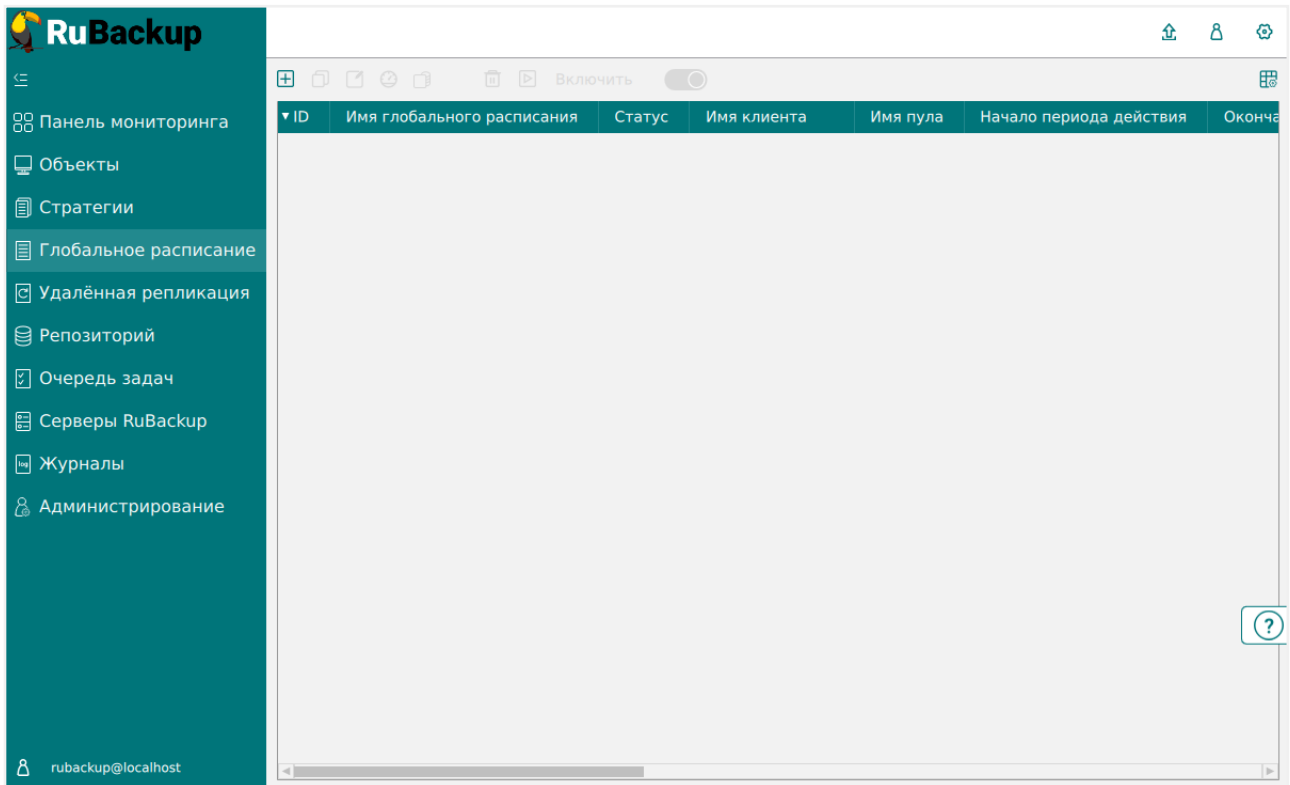 RuBackup
Включить
▼ID Имя глобального расписания Статус Имя клиента Имя пула Начало периода действия Оконча
Панель мониторинга
Объекты
Стратегии
Глобальное расписание
Удалённая репликация
Репозиторий
Очередь задач
Серверы RuBackup
log Журналы
Администрирование
?
rubackup@localhost